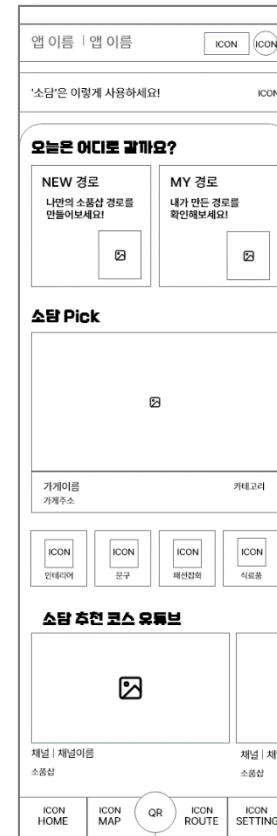 앱 이름 | 앱 이름 ICON ICON
'소담'은 이렇게 사용하세요! ICON
오늘은 어디로 갈까요?
NEW 경로
나만의 소품샵 경로를
만들어보세요!
MY 경로
내가 만든 경로를
확인해보세요!
소담 Pick
가게이름 카테고리
가게주소
ICON ICON ICON ICON
인테리어 문구 패션잡화 식료품
소담 추천 코스 유튜브
채널 | 채널이름 채널 | 채
소품샵 소품샵
ICON ICON QR ICON ICON
HOME MAP ROUTE SETTING